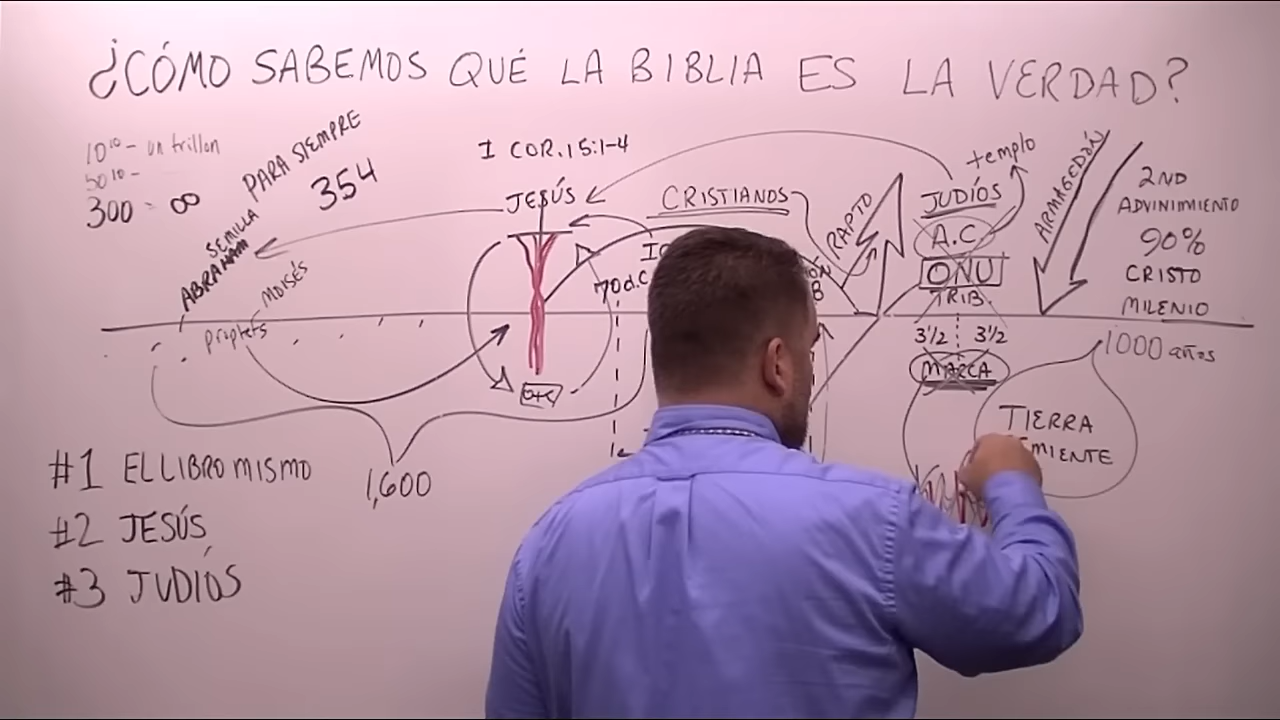 ¿CÓMO SABEMOS QUÉ LA BIBLIA ES LA VERDAD?
10¹⁰ - un trillon
50¹⁰ -
300 - ∞
PARA SIEMPRE
354
SEMILLA
ABRAHAM
MOISÉS
prophets
I COR. 15:1-4
JESÚS
CRISTIANOS
70 d.C
RAPTO
JUDÍOS
templo
A.C
ONU
TRIB.
3½ 3½
MARCA
ARMAGEDÓN
2ND
ADVINIMIENTO
90%
CRISTO
MILENIO
1000 años
TIERRA
1,600
#1 EL LIBRO MISMO
#2 JESÚS
#3 JUDÍOS